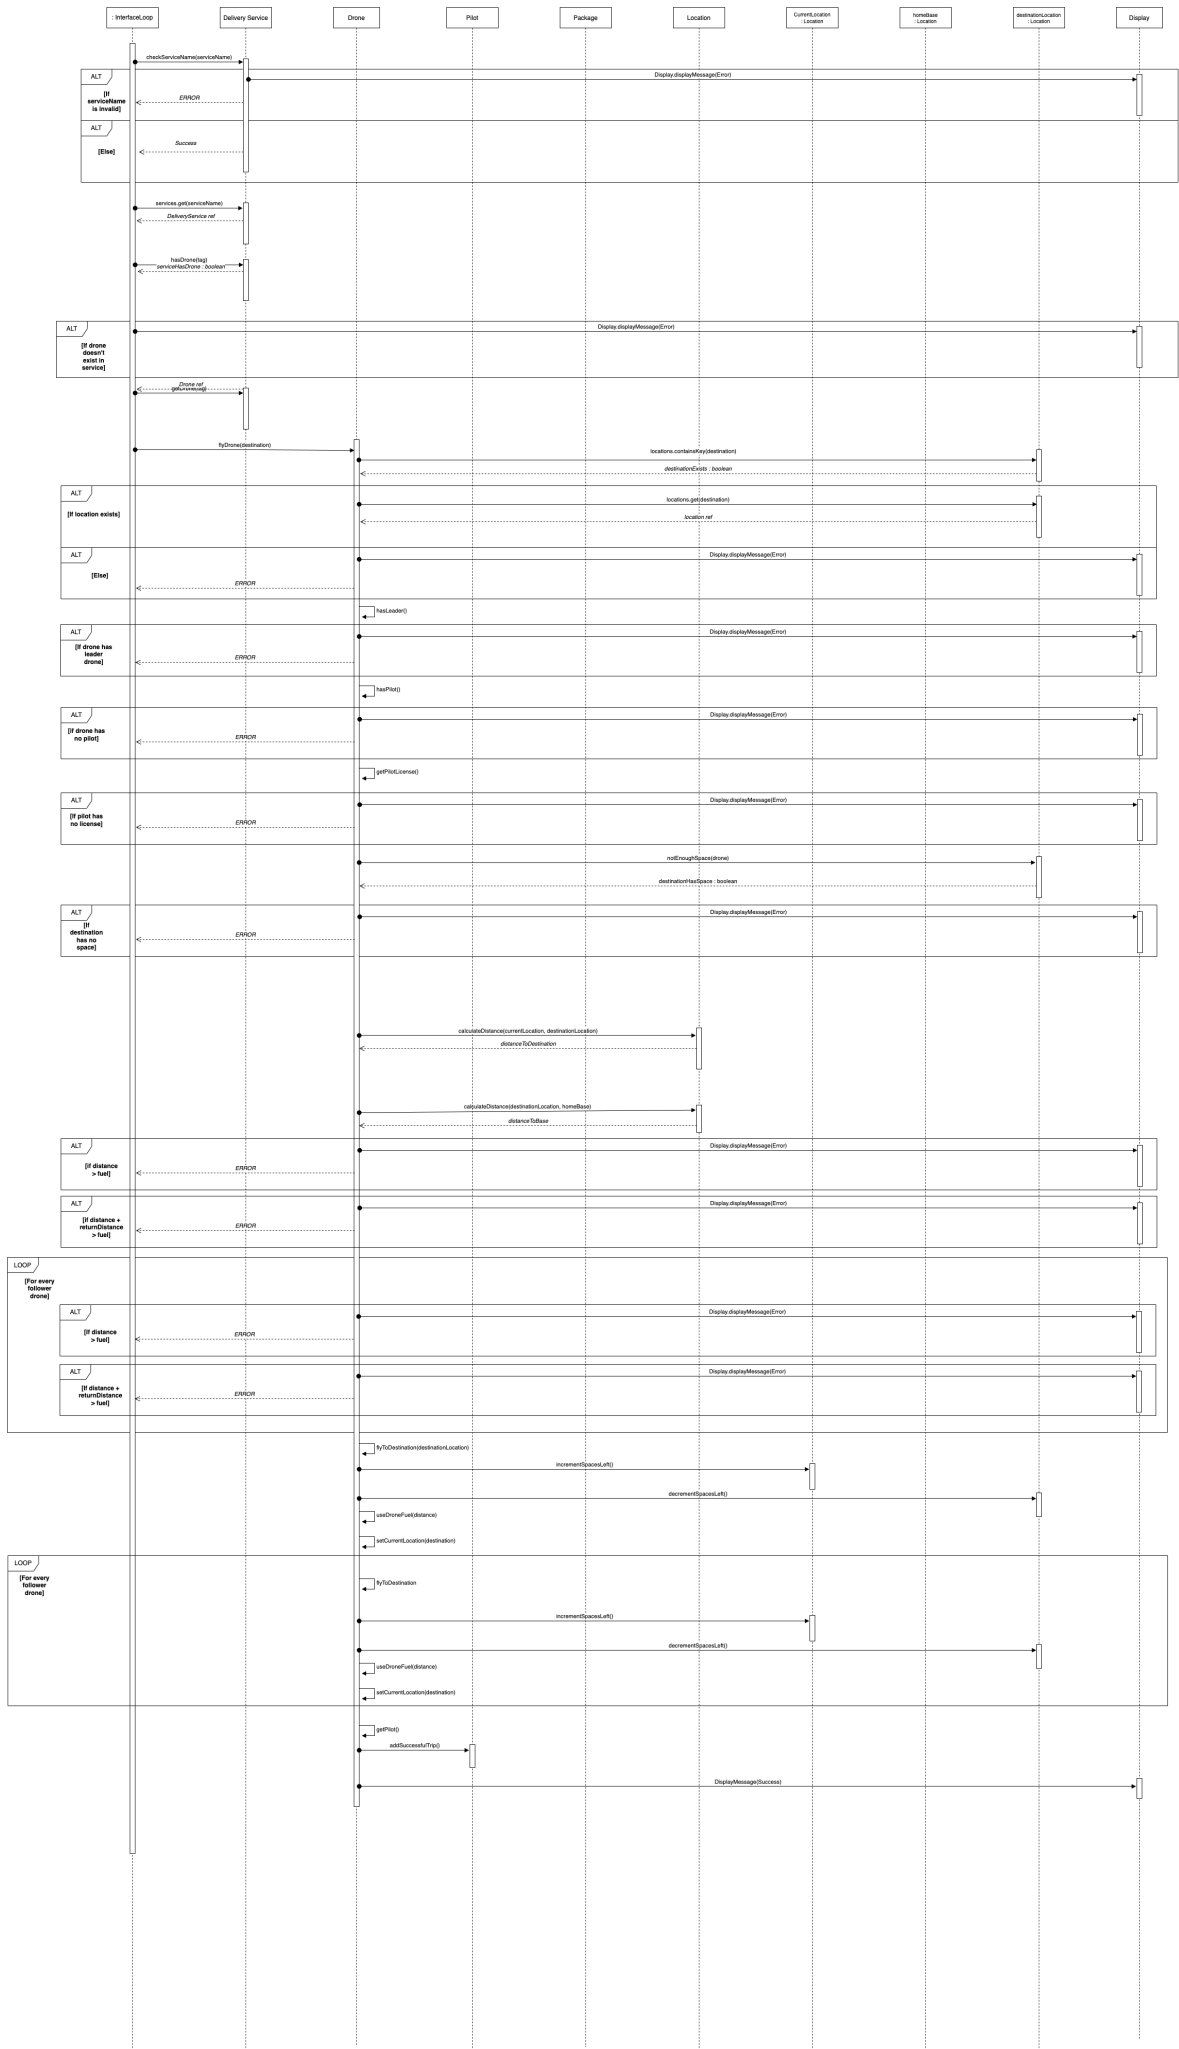 : InterfaceLoop
Delivery Service
Drone
Pilot
Package
Location
CurrentLocation
: Location
homeBase
: Location
destinationLocation
: Location
Display
checkServiceName(serviceName)
ALT
Display.displayMessage(Error)
[If
serviceName
is invalid]
ERROR
ALT
Success
[Else]
services.get(serviceName)
DeliveryService ref
hasDrone(tag)
serviceHasDrone : boolean
ALT
Display.displayMessage(Error)
[If drone
doesn't
exist in
service]
Drone ref
getDrone(tag)
flyDrone(destination)
locations.containsKey(destination)
destinationExists : boolean
ALT
locations.get(destination)
[If location exists]
location ref
ALT
Display.displayMessage(Error)
[Else]
ERROR
hasLeader()
ALT
Display.displayMessage(Error)
[If drone has
leader
drone]
ERROR
hasPilot()
ALT
Display.displayMessage(Error)
[if drone has
no pilot]
ERROR
getPilotLicense()
ALT
Display.displayMessage(Error)
[If pilot has
no license]
ERROR
notEnoughSpace(drone)
destinationHasSpace : boolean
ALT
Display.displayMessage(Error)
[If
destination
has no
space]
ERROR
calculateDistance(currentLocation, destinationLocation)
distanceToDestination
calculateDistance(destinationLocation, homeBase)
distanceToBase
ALT
Display.displayMessage(Error)
[if distance
> fuel]
ERROR
ALT
Display.displayMessage(Error)
[if distance +
returnDistance
> fuel]
ERROR
LOOP
[For every
follower
drone]
ALT
Display.displayMessage(Error)
[If distance
> fuel]
ERROR
ALT
Display.displayMessage(Error)
[If distance +
returnDistance
> fuel]
ERROR
flyToDestination(destinationLocation)
incrementSpacesLeft()
decrementSpacesLeft()
useDroneFuel(distance)
setCurrentLocation(destination)
LOOP
[For every
follower
drone]
flyToDestination
incrementSpacesLeft()
decrementSpacesLeft()
useDroneFuel(distance)
setCurrentLocation(destination)
getPilot()
addSuccessfulTrip()
DisplayMessage(Success)